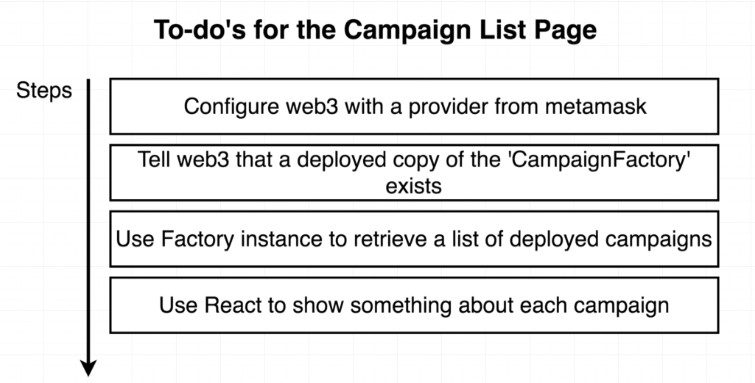 To-do's for the Campaign List Page
Steps
Configure web3 with a provider from metamask
Tell web3 that a deployed copy of the 'CampaignFactory'
exists
Use Factory instance to retrieve a list of deployed campaigns
Use React to show something about each campaign